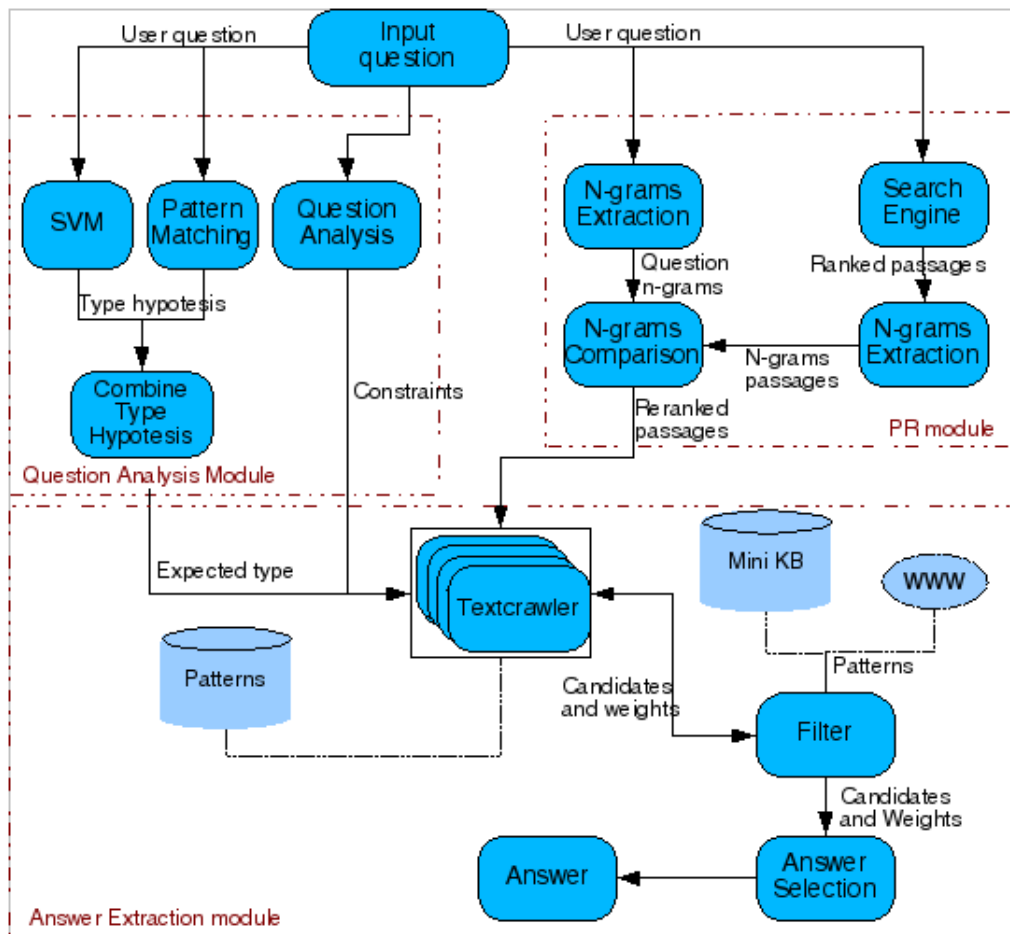 User question
Input
question
User question
SVM
Pattern
Matching
Question
Analysis
N-grams
Extraction
Search
Engine
Question
n-grams
Ranked passages
Type hypotesis
N-grams
Comparison
N-grams
passages
N-grams
Extraction
Combine
Type
Hypotesis
Constraints
Reranked
passages
PR module
Question Analysis Module
Expected type
Textcrawler
Mini KB
WWW
Patterns
Patterns
Candidates
and weights
Filter
Candidates
and Weights
Answer
Answer
Selection
Answer Extraction module